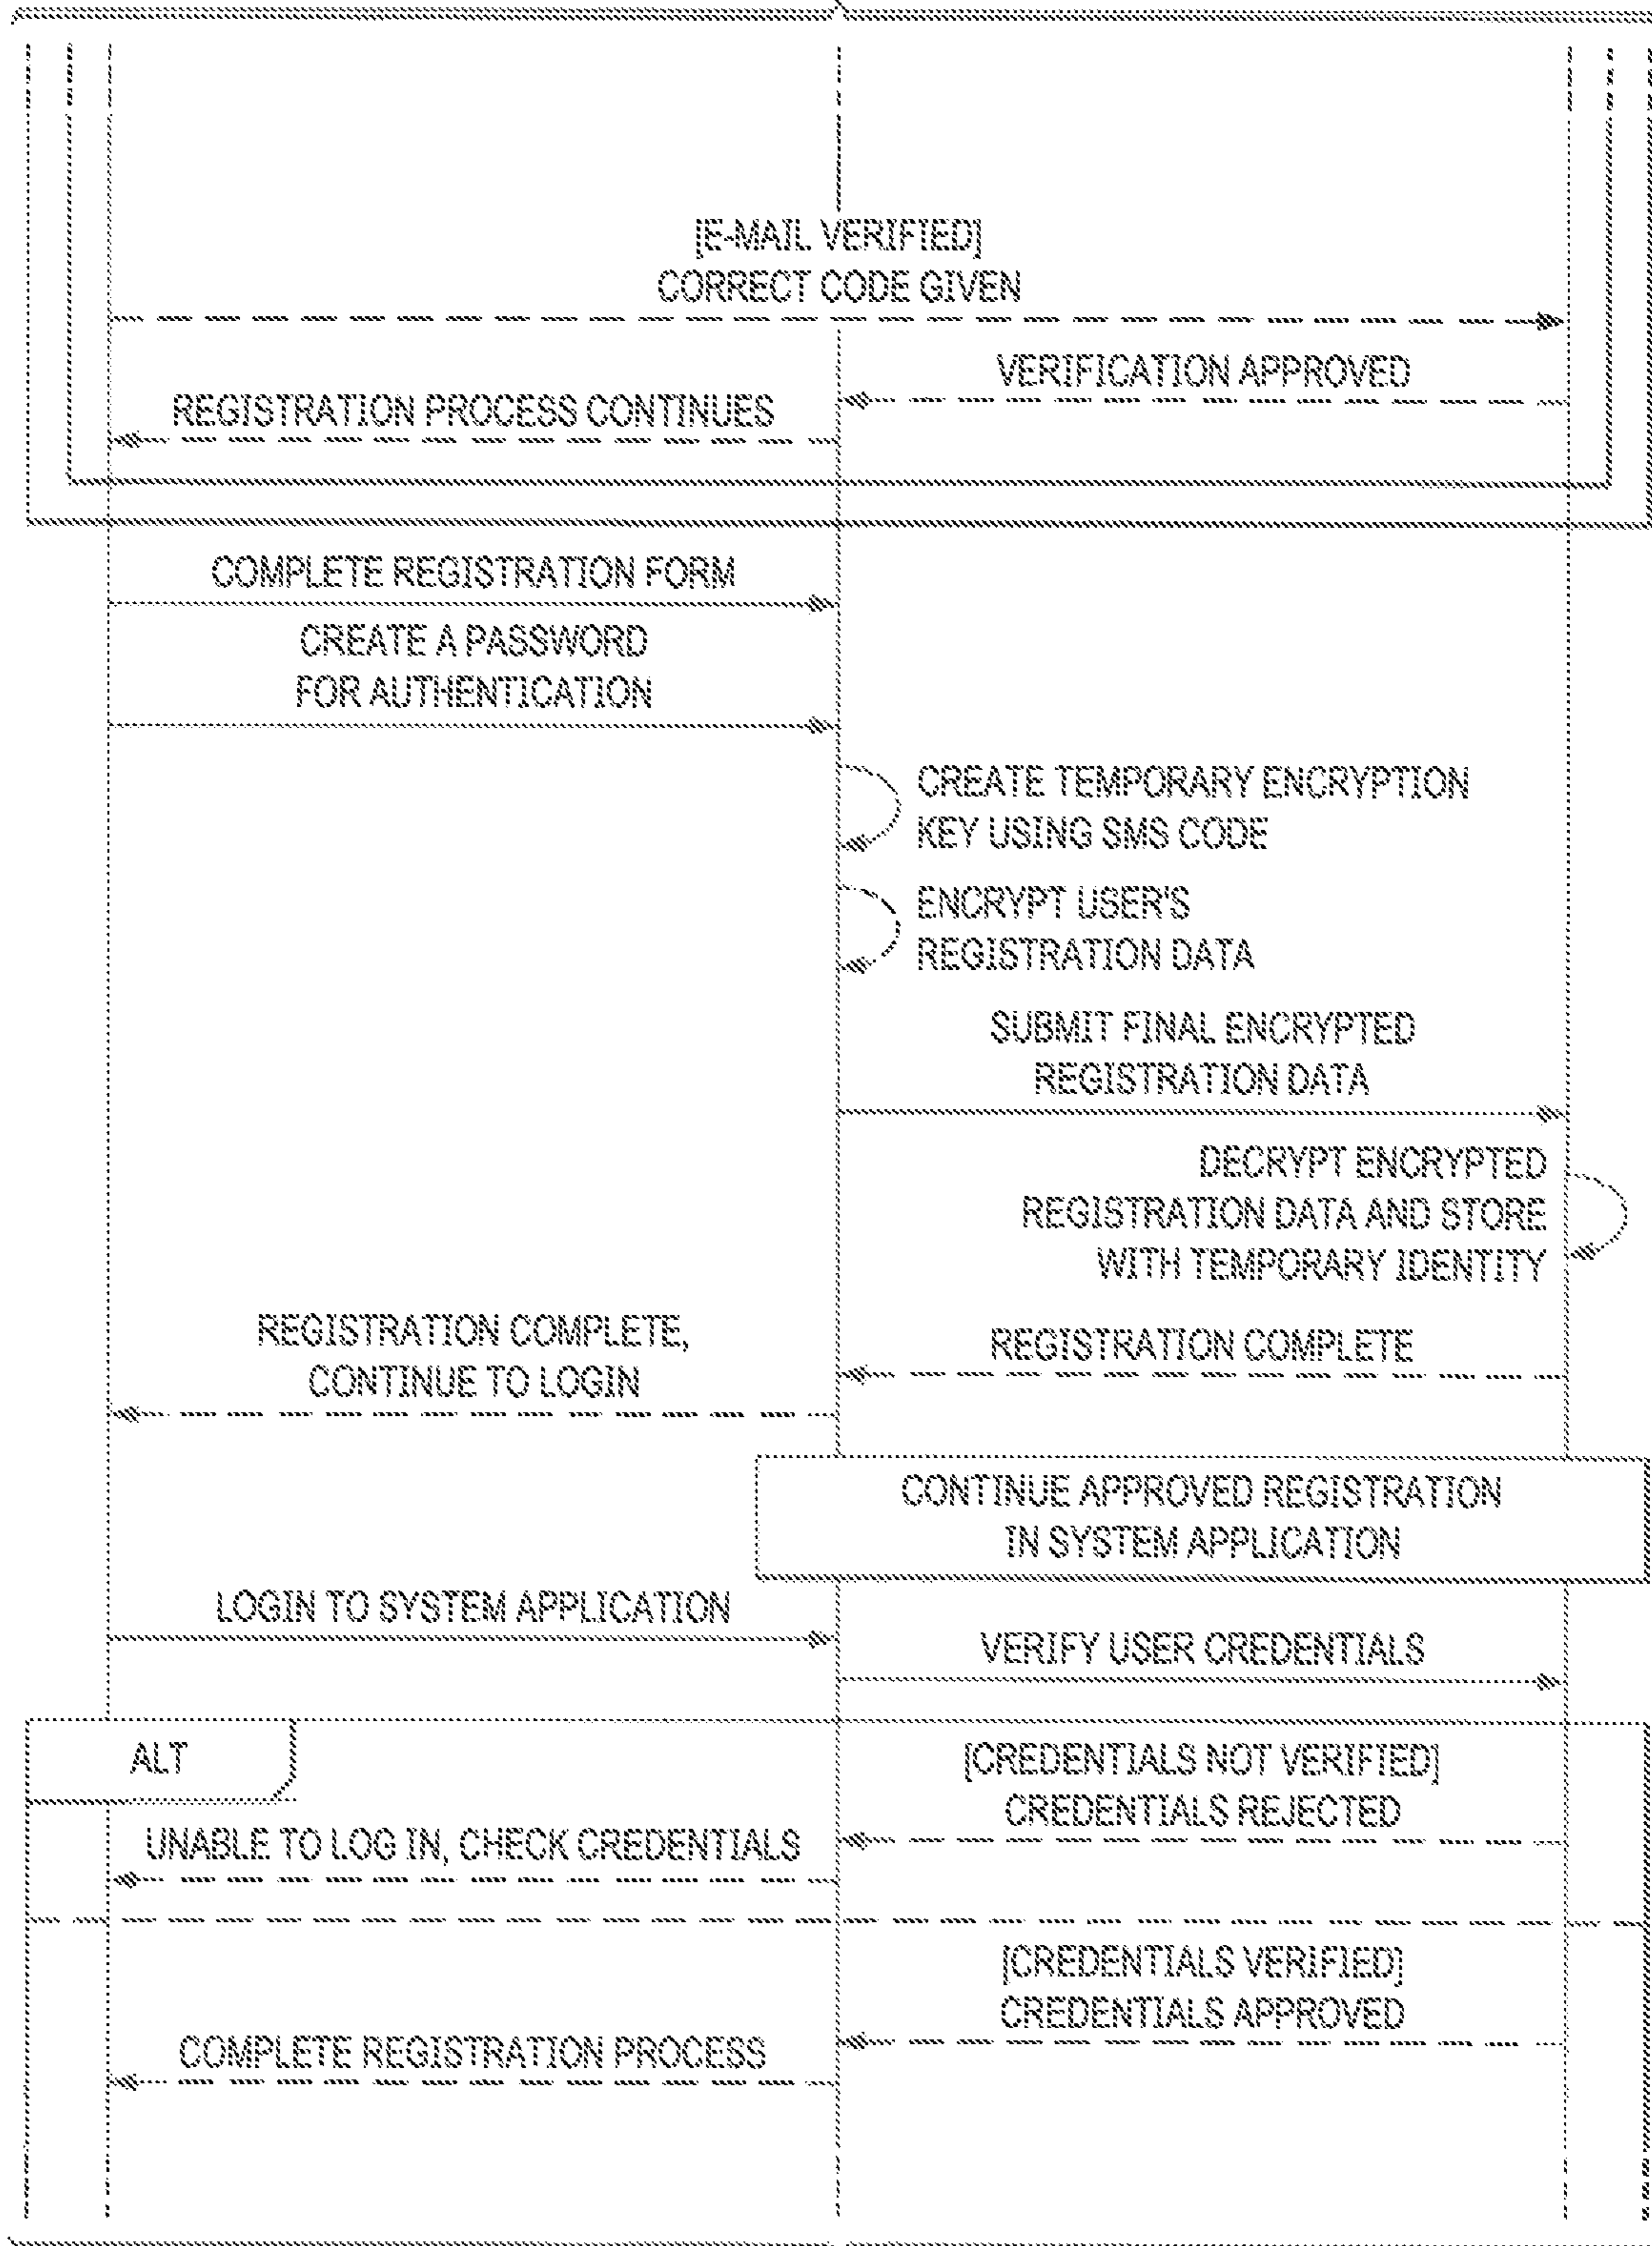 [E-MAIL VERIFIED]
CORRECT CODE GIVEN
VERIFICATION APPROVED
REGISTRATION PROCESS CONTINUES
COMPLETE REGISTRATION FORM
CREATE A PASSWORD
FOR AUTHENTICATION
CREATE TEMPORARY ENCRYPTION
KEY USING SMS CODE
ENCRYPT USER'S
REGISTRATION DATA
SUBMIT FINAL ENCRYPTED
REGISTRATION DATA
DECRYPT ENCRYPTED
REGISTRATION DATA AND STORE
WITH TEMPORARY IDENTITY
REGISTRATION COMPLETE
REGISTRATION COMPLETE,
CONTINUE TO LOGIN
CONTINUE APPROVED REGISTRATION
IN SYSTEM APPLICATION
LOGIN TO SYSTEM APPLICATION
VERIFY USER CREDENTIALS
ALT
[CREDENTIALS NOT VERIFIED]
CREDENTIALS REJECTED
UNABLE TO LOG IN, CHECK CREDENTIALS
[CREDENTIALS VERIFIED]
CREDENTIALS APPROVED
COMPLETE REGISTRATION PROCESS